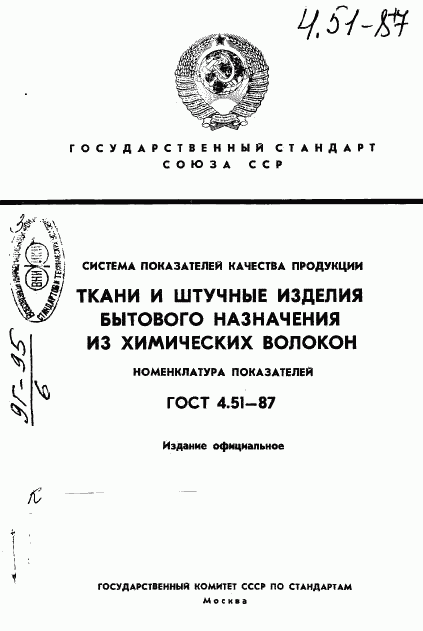 4.51-87
ГОСУДАРСТВЕННЫЙ СТАНДАРТ
СОЮЗА ССР
СИСТЕМА ПОКАЗАТЕЛЕЙ КАЧЕСТВА ПРОДУКЦИИ
ТКАНИ И ШТУЧНЫЕ ИЗДЕЛИЯ
БЫТОВОГО НАЗНАЧЕНИЯ
ИЗ ХИМИЧЕСКИХ ВОЛОКОН
НОМЕНКЛАТУРА ПОКАЗАТЕЛЕЙ
ГОСТ 4.51—87
Издание официальное
К
ГОСУДАРСТВЕННЫЙ КОМИТЕТ СССР ПО СТАНДАРТАМ
Москва